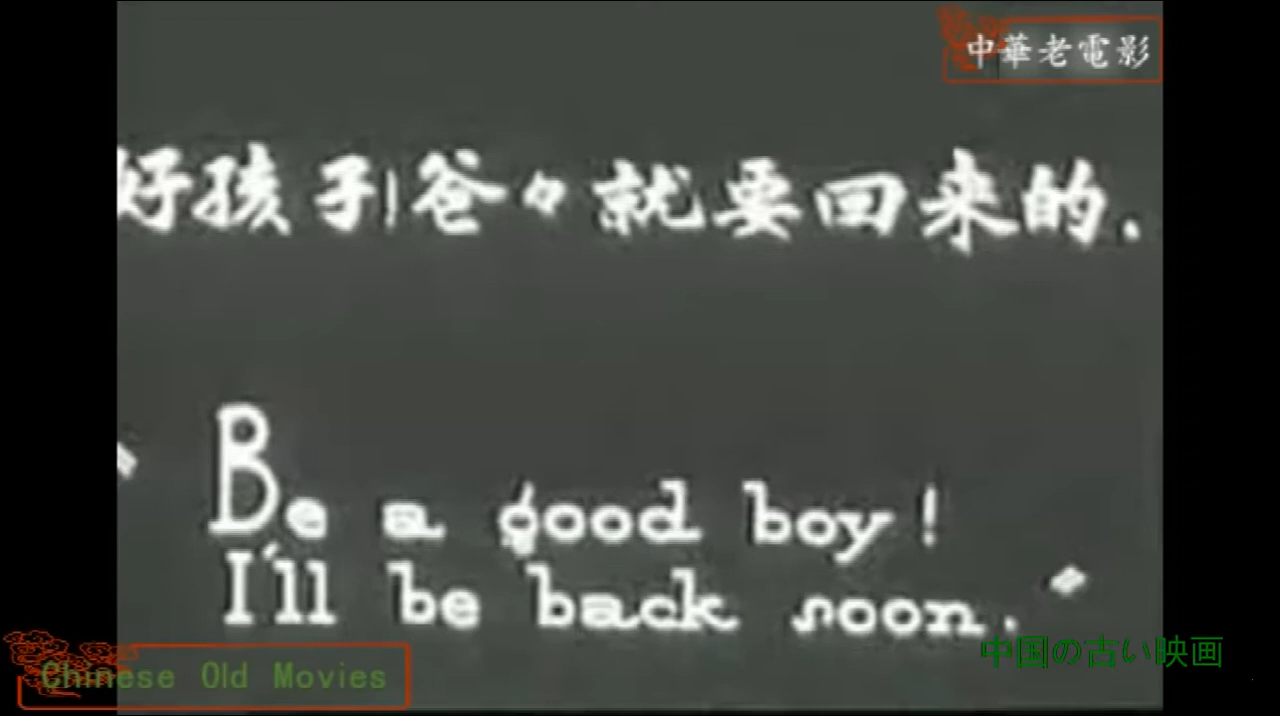 中華老電影
好孩子!爸々就要回来的.
" Be a good boy!
I'll be back soon. "
中国の古い映画
Chinese Old Movies